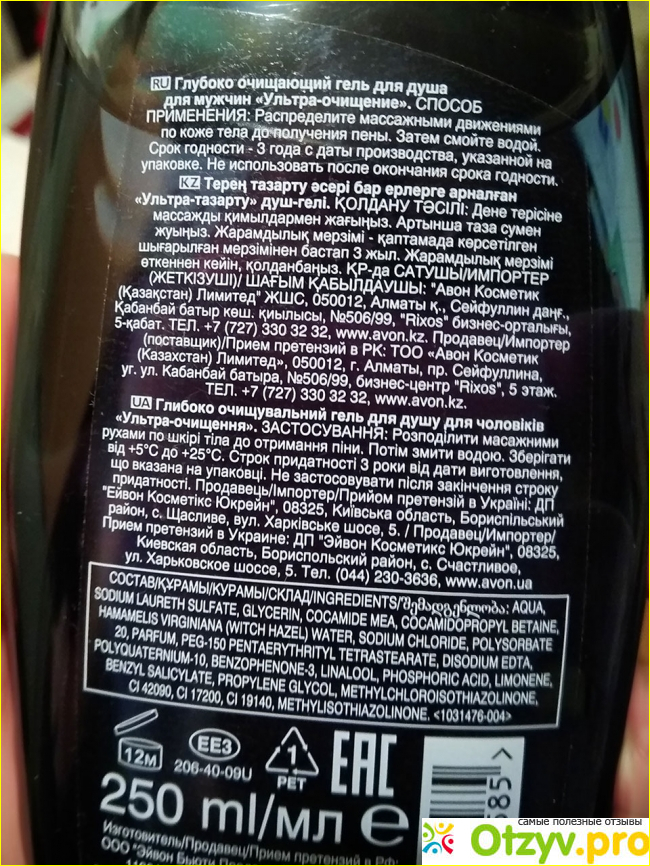 RU Глубоко очищающий гель для душа
для мужчин «Ультра-очищение». СПОСОБ
ПРИМЕНЕНИЯ: Распределите массажными движениями
по коже тела до получения пены. Затем смойте водой.
Срок годности - 3 года с даты производства, указанной на
упаковке. Не использовать после окончания срока годности.
KZ Терең тазарту әсері бар ерлерге арналған
«Ультра-тазарту» душ-гелі. ҚОЛДАНУ ТӘСІЛІ: Дене терісіне
массажды қимылдармен жағыңыз. Артынша таза сумен
жуыңыз. Жарамдылық мерзімі - қаптамада көрсетілген
шығарылған мерзімінен бастап 3 жыл. Жарамдылық мерзімі
өткеннен кейін, қолданбаңыз. ҚР-да САТУШЫ/ИМПОРТЕР
(ЖЕТКІЗУШІ)/ ШАҒЫМ ҚАБЫЛДАУШЫ: "Авон Косметик
(Қазақстан) Лимитед" ЖШС, 050012, Алматы қ., Сейфуллин даңғ.,
Қабанбай батыр көш. қиылысы, №506/99, "Rixos" бизнес-орталығы,
5-қабат. ТЕЛ. +7 (727) 330 32 32, www.avon.kz. Продавец/Импортер
(поставщик)/Прием претензий в РК: ТОО «Авон Косметик
(Казахстан) Лимитед», 050012, г. Алматы, пр. Сейфуллина,
уг. ул. Кабанбай батыра, №506/99, бизнес-центр "Rixos", 5 этаж.
ТЕЛ. +7 (727) 330 32 32, www.avon.kz.
UA Глибоко очищувальний гель для душу для чоловіків
«Ультра-очищення». ЗАСТОСУВАННЯ: Розподілити масажними
рухами по шкірі тіла до отримання піни. Потім змити водою. Зберігати
від +5°С до +25°С. Строк придатності 3 роки від дати виготовлення,
що вказана на упаковці. Не застосовувати після закінчення строку
придатності. Продавець/Імпортер/Прийом претензій в Україні: ДП
"Ейвон Косметікс Юкрейн", 08325, Київська область, Бориспільський
район, с. Щасливе, вул. Харківське шосе, 5. / Продавец/Импортер/
Прием претензий в Украине: ДП "Эйвон Косметикс Юкрейн", 08325,
Киевская область, Бориспольский район, с. Счастливое,
ул. Харьковское шоссе, 5. Тел. (044) 230-3636, www.avon.ua
СОСТАВ/ҚҰРАМЫ/КУРАМЫ/СКЛАД/INGREDIENTS/შემადგენლობა: AQUA,
SODIUM LAURETH SULFATE, GLYCERIN, COCAMIDE MEA, COCAMIDOPROPYL BETAINE,
HAMAMELIS VIRGINIANA (WITCH HAZEL) WATER, SODIUM CHLORIDE, POLYSORBATE
20, PARFUM, PEG-150 PENTAERYTHRITYL TETRASTEARATE, DISODIUM EDTA,
POLYQUATERNIUM-10, BENZOPHENONE-3, LINALOOL, PHOSPHORIC ACID, LIMONENE,
BENZYL SALICYLATE, PROPYLENE GLYCOL, METHYLCHLOROISOTHIAZOLINONE,
CI 42090, CI 17200, CI 19140, METHYLISOTHIAZOLINONE. <1031476-004>
12M
EE3
206-40-09U
1
PET
EAC
585 >
250 ml/мл e
Изготовитель/Продавец/Прием претензий в РФ:
ООО "Эйвон Бьюти
самые полезные отзывы
Otzyv.pro